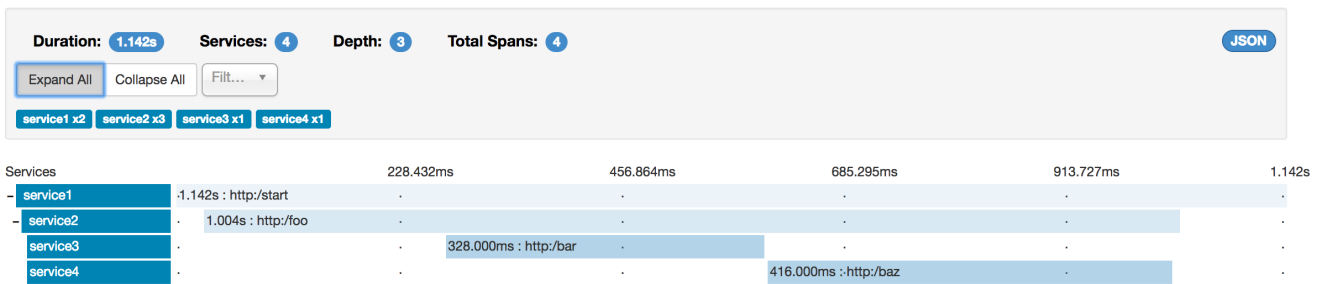 Duration: 1.142s Services: 4 Depth: 3 Total Spans: 4 JSON
Expand All Collapse All Filt...
service1 x2 service2 x3 service3 x1 service4 x1
Services 228.432ms 456.864ms 685.295ms 913.727ms 1.142s
- service1 1.142s : http:/start
- service2 1.004s : http:/foo
service3 328.000ms : http:/bar
service4 416.000ms : http:/baz